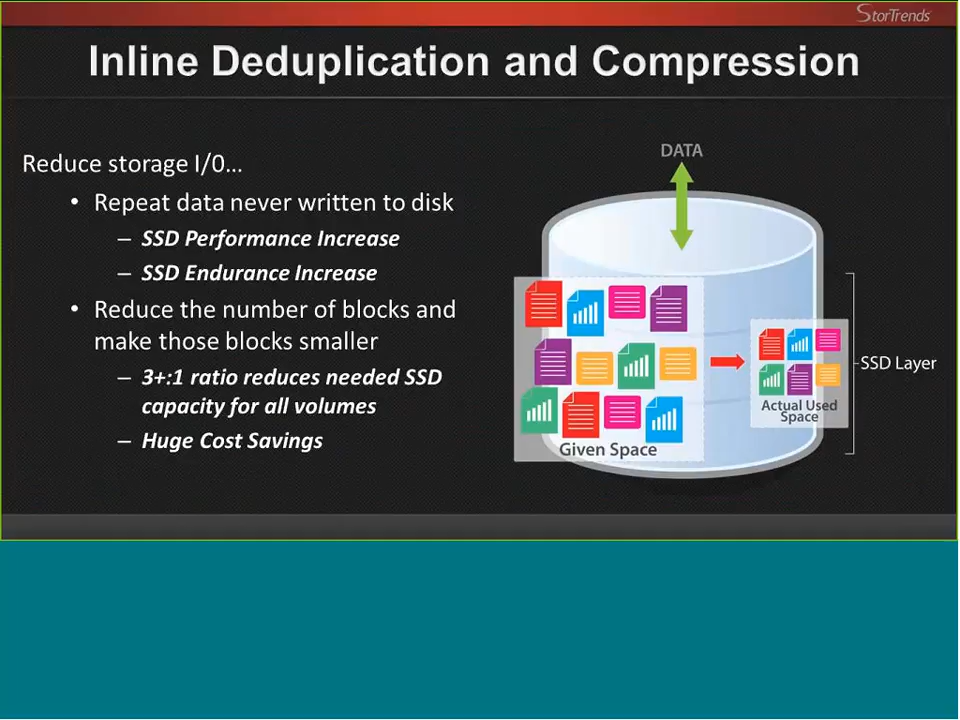 StorTrends
Inline Deduplication and Compression
Reduce storage I/0...
• Repeat data never written to disk
– SSD Performance Increase
– SSD Endurance Increase
• Reduce the number of blocks and
make those blocks smaller
– 3+:1 ratio reduces needed SSD
capacity for all volumes
– Huge Cost Savings
DATA
Given Space
Actual Used
Space
SSD Layer